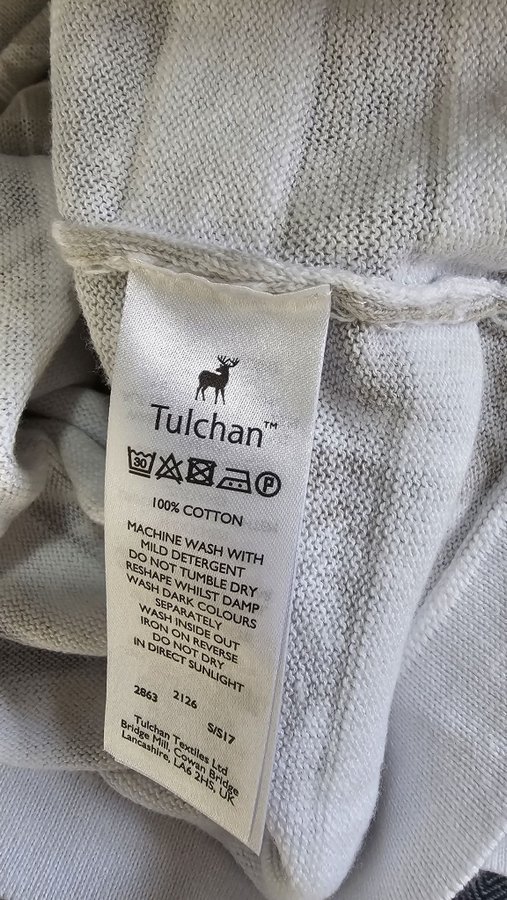 Tulchan™
30 P
100% COTTON
MACHINE WASH WITH
MILD DETERGENT
DO NOT TUMBLE DRY
RESHAPE WHILST DAMP
WASH DARK COLOURS
SEPARATELY
WASH INSIDE OUT
IRON ON REVERSE
DO NOT DRY
IN DIRECT SUNLIGHT
2863 2126 S/S17
Tulchan Textiles Ltd
Bridge Mill, Cowan Bridge
Lancashire, LA6 2HS, UK